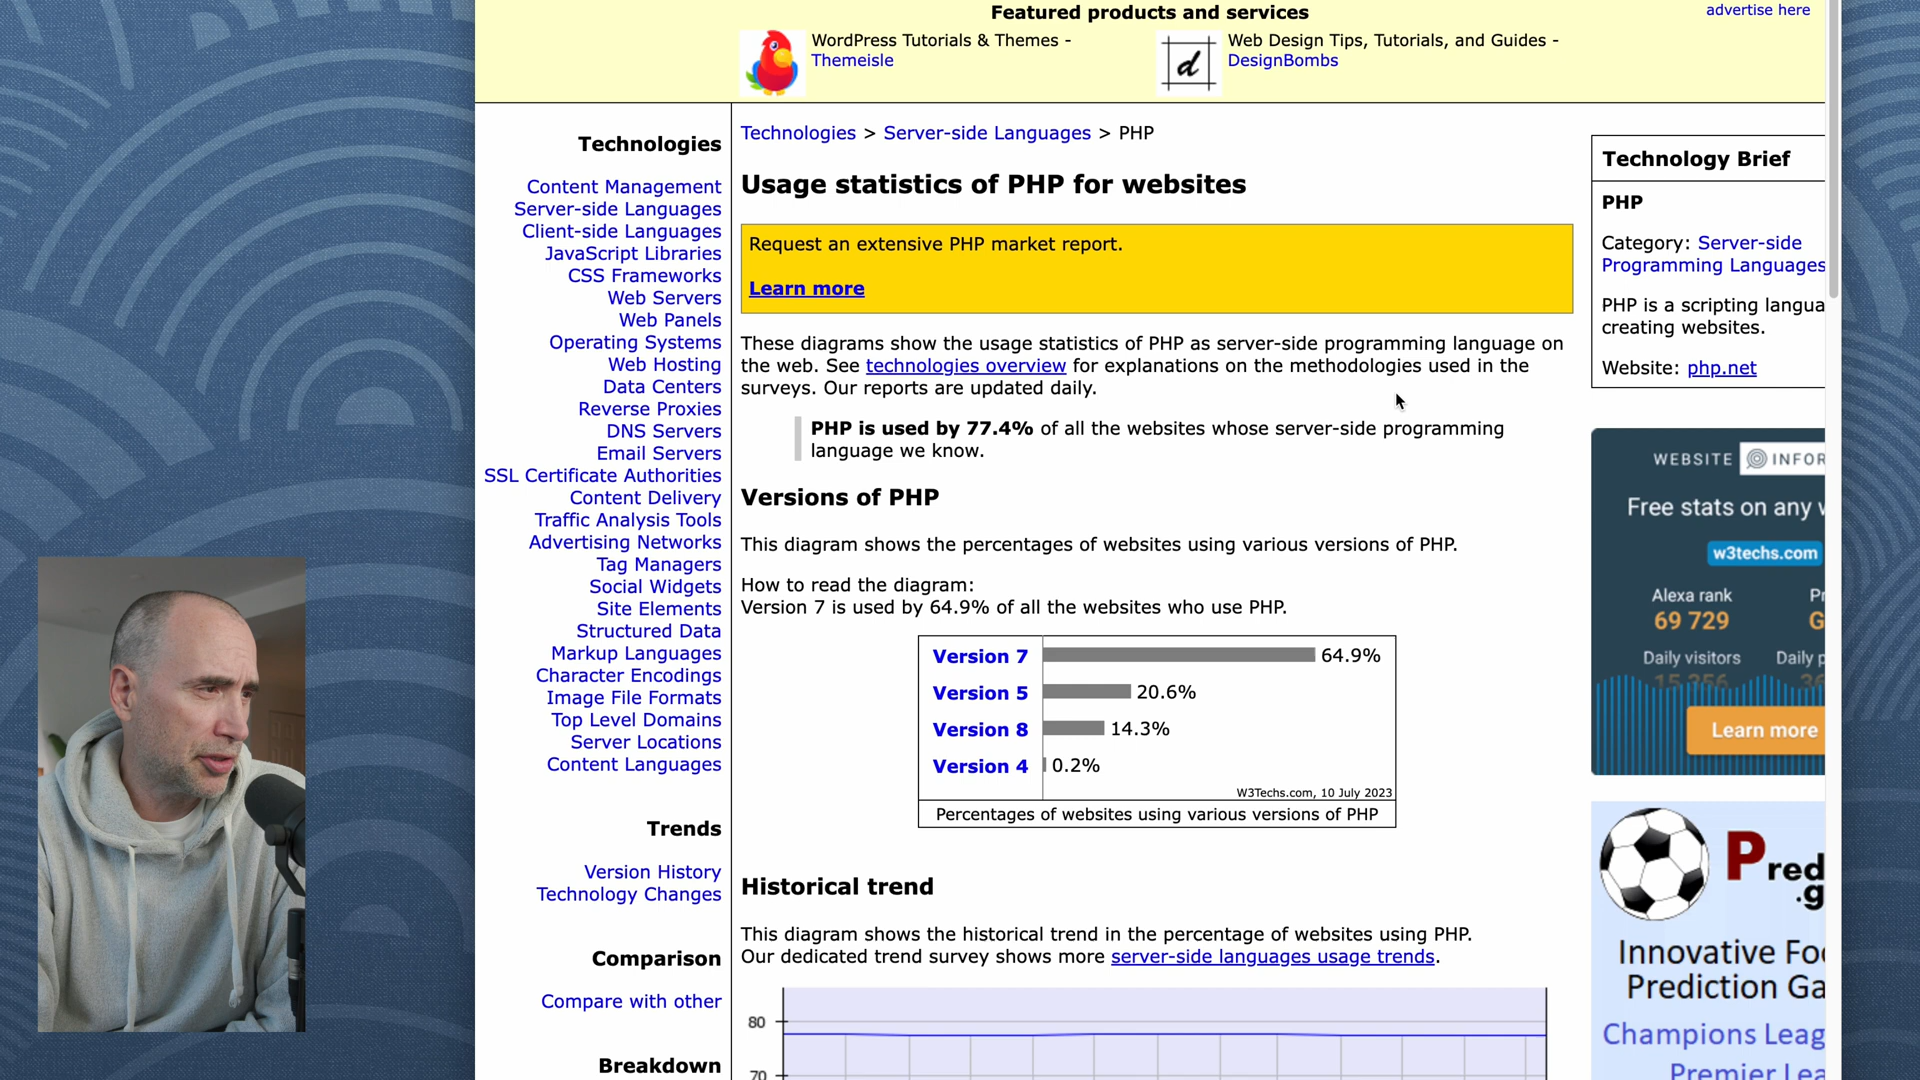 Featured products and services
advertise here
WordPress Tutorials & Themes -
Themeisle
d
Web Design Tips, Tutorials, and Guides -
DesignBombs
Technologies
Content Management
Server-side Languages
Client-side Languages
JavaScript Libraries
CSS Frameworks
Web Servers
Web Panels
Operating Systems
Web Hosting
Data Centers
Reverse Proxies
DNS Servers
Email Servers
SSL Certificate Authorities
Content Delivery
Traffic Analysis Tools
Advertising Networks
Tag Managers
Social Widgets
Site Elements
Structured Data
Markup Languages
Character Encodings
Image File Formats
Top Level Domains
Server Locations
Content Languages
Trends
Version History
Technology Changes
Comparison
Compare with other
Breakdown
Technologies > Server-side Languages > PHP
Usage statistics of PHP for websites
Request an extensive PHP market report.
Learn more
These diagrams show the usage statistics of PHP as server-side programming language on
the web. See technologies overview for explanations on the methodologies used in the
surveys. Our reports are updated daily.
PHP is used by 77.4% of all the websites whose server-side programming
language we know.
Versions of PHP
This diagram shows the percentages of websites using various versions of PHP.
How to read the diagram:
Version 7 is used by 64.9% of all the websites who use PHP.
Version 7 64.9%
Version 5 20.6%
Version 8 14.3%
Version 4 0.2%
W3Techs.com, 10 July 2023
Percentages of websites using various versions of PHP
Historical trend
This diagram shows the historical trend in the percentage of websites using PHP.
Our dedicated trend survey shows more server-side languages usage trends.
80
70
Technology Brief
PHP
Category: Server-side
Programming Languages
PHP is a scripting langua
creating websites.
Website: php.net
WEBSITE INFOR
Free stats on any
w3techs.com
Alexa rank
69 729
Daily visitors Daily p
15 256
Learn more
Pred
.g
Innovative Fo
Prediction Ga
Champions Leag
Premier Lea